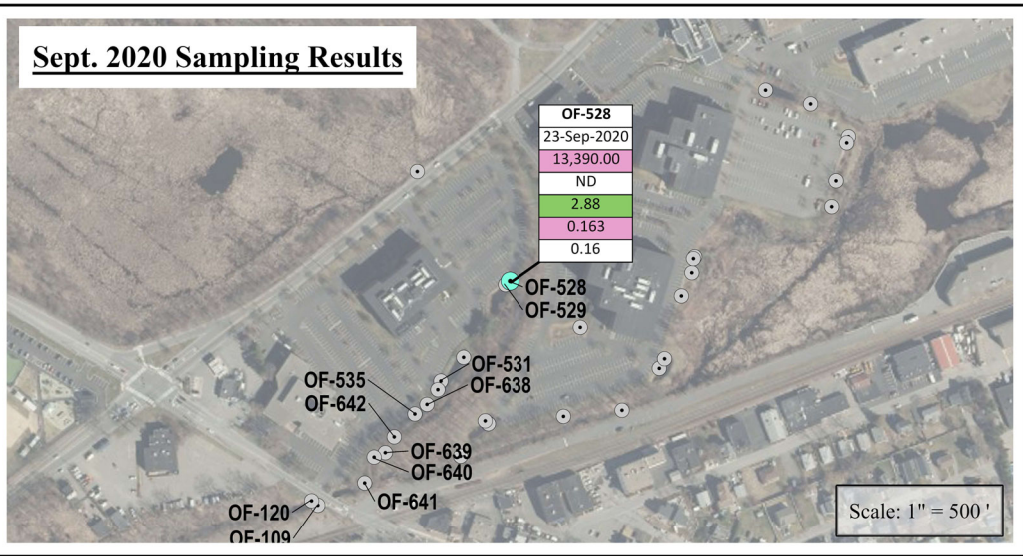 Sept. 2020 Sampling Results
OF-528
23-Sep-2020
13,390.00
ND
2.88
0.163
0.16
OF-528
OF-529
OF-531
OF-535
OF-638
OF-642
OF-639
OF-640
OF-641
OF-120
OF-109
Scale: 1" = 500 '